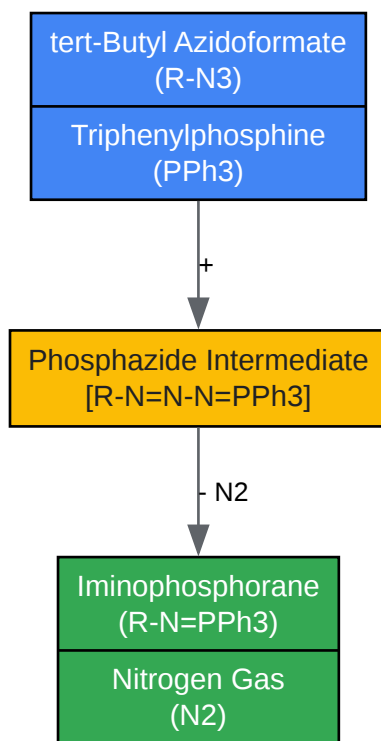 tert-Butyl Azidoformate
(R-N3)
Triphenylphosphine
(PPh3)
+
Phosphazide Intermediate
[R-N=N-N=PPh3]
- N2
Iminophosphorane
(R-N=PPh3)
Nitrogen Gas
(N2)